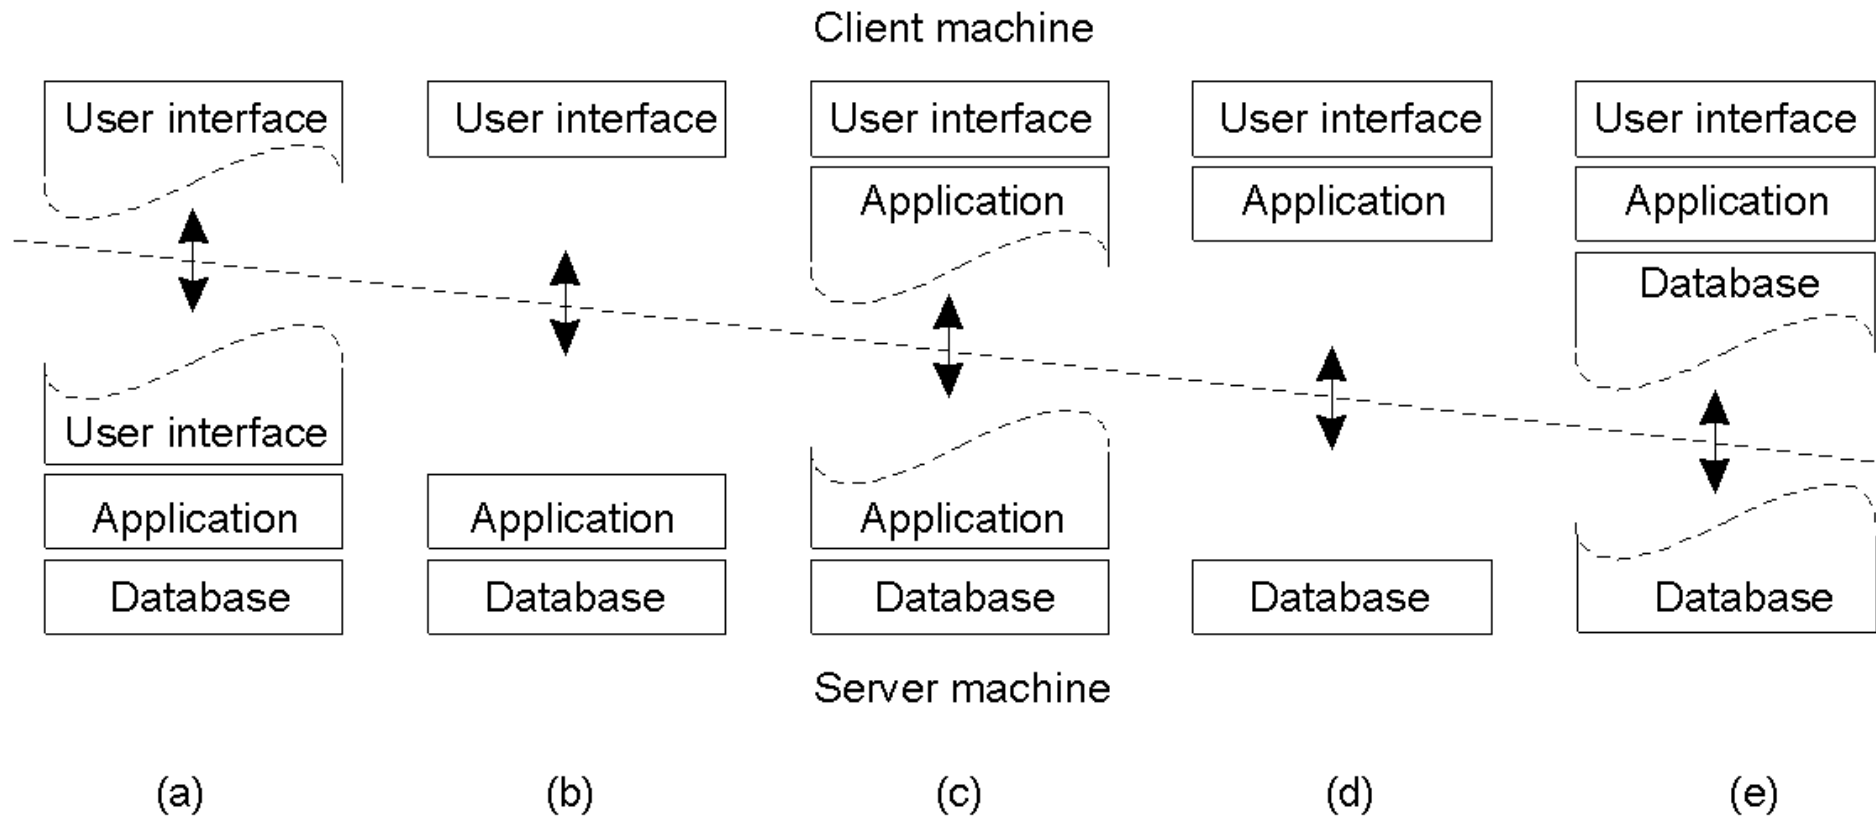 Client machine
User interface
User interface
User interface
User interface
User interface
Application
Application
Application
Database
User interface
Application
Application
Application
Database
Database
Database
Database
Database
Server machine
(a)
(b)
(c)
(d)
(e)